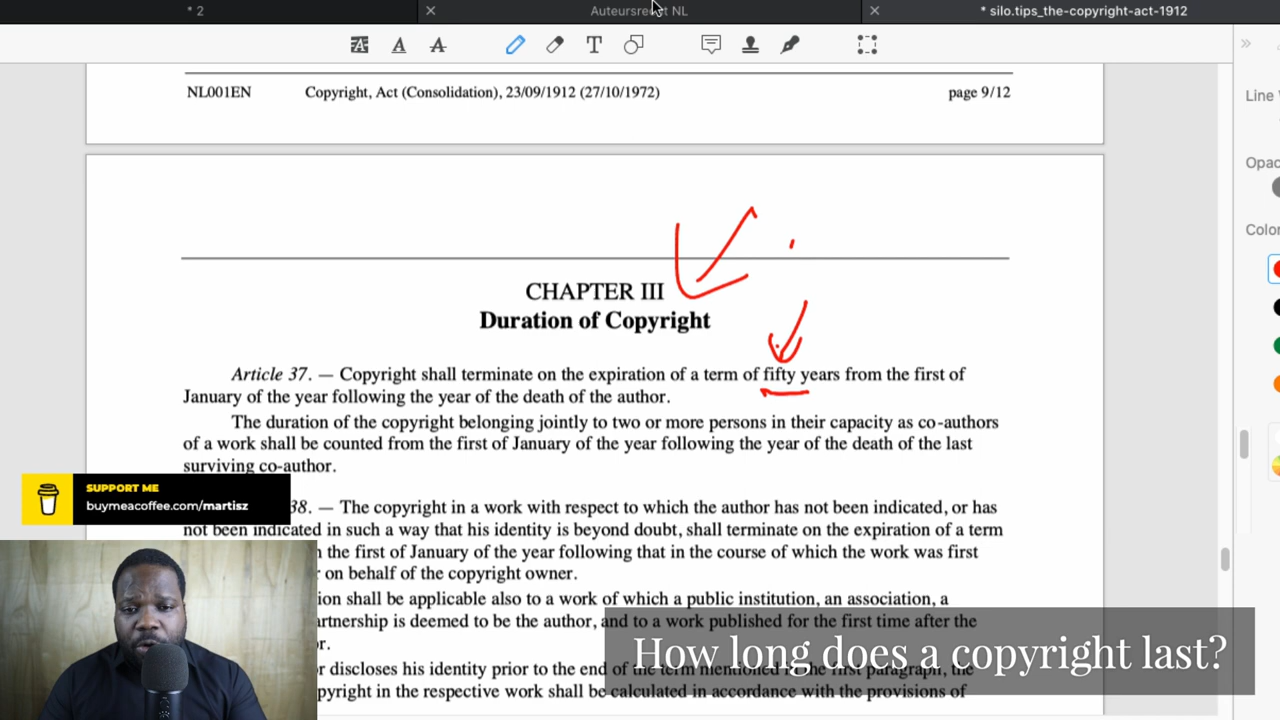 * 2
Auteursrecht NL
* silo.tips_the-copyright-act-1912
NL001EN Copyright, Act (Consolidation), 23/09/1912 (27/10/1972) page 9/12
Line
Opac
Color
CHAPTER III
Duration of Copyright
Article 37. — Copyright shall terminate on the expiration of a term of fifty years from the first of
January of the year following the year of the death of the author.
The duration of the copyright belonging jointly to two or more persons in their capacity as co-authors
of a work shall be counted from the first of January of the year following the year of the death of the last
surviving co-author.
SUPPORT ME
buymeacoffee.com/martisz
38. — The copyright in a work with respect to which the author has not been indicated, or has
not been indicated in such a way that his identity is beyond doubt, shall terminate on the expiration of a term
the first of January of the year following that in the course of which the work was first
on behalf of the copyright owner.
ion shall be applicable also to a work of which a public institution, an association, a
rtnership is deemed to be the author, and to a work published for the first time after the
r.
r discloses his identity prior to the end of the term mentioned in the first paragraph, the
pyright in the respective work shall be calculated in accordance with the provisions of
How long does a copyright last?